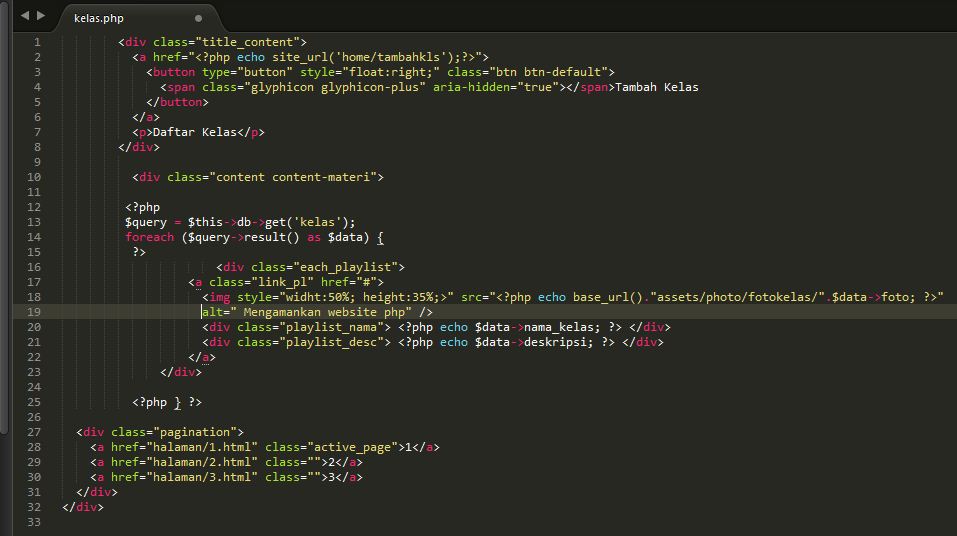 kelas.php
1 <div class="title_content">
2 <a href="<?php echo site_url('home/tambahkls');?>">
3 <button type="button" style="float:right;" class="btn btn-default">
4 <span class="glyphicon glyphicon-plus" aria-hidden="true"></span>Tambah Kelas
5 </button>
6 </a>
7 <p>Daftar Kelas</p>
8 </div>
9
10 <div class="content content-materi">
11
12 <?php
13 $query = $this->db->get('kelas');
14 foreach ($query->result() as $data) {
15 ?>
16 <div class="each_playlist">
17 <a class="link_pl" href="#">
18 <img style="widht:50%; height:35%;>" src="<?php echo base_url()."assets/photo/fotokelas/".$data->foto; ?>"
19 alt=" Mengamankan website php" />
20 <div class="playlist_nama"> <?php echo $data->nama_kelas; ?> </div>
21 <div class="playlist_desc"> <?php echo $data->deskripsi; ?> </div>
22 </a>
23 </div>
24
25 <?php } ?>
26
27 <div class="pagination">
28 <a href="halaman/1.html" class="active_page">1</a>
29 <a href="halaman/2.html" class="">2</a>
30 <a href="halaman/3.html" class="">3</a>
31 </div>
32 </div>
33